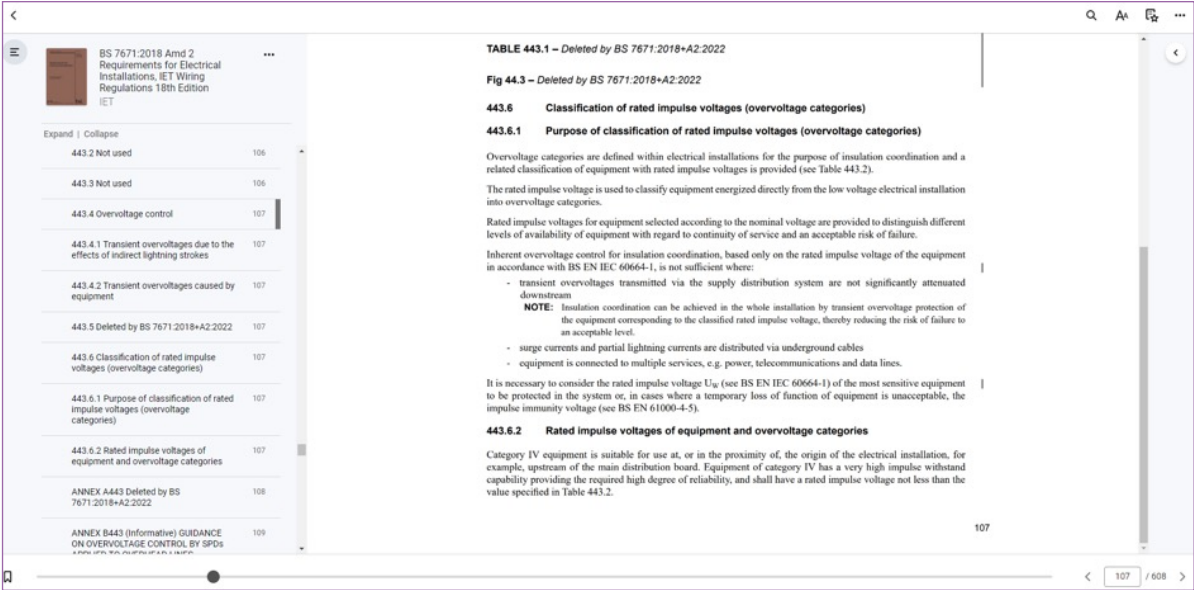 BS 7671:2018 Amd 2
Requirements for Electrical
Installations, IET Wiring
Regulations 18th Edition
IET
Expand | Collapse
443.2 Not used 106
443.3 Not used 106
443.4 Overvoltage control 107
443.4.1 Transient overvoltages due to the 107
effects of indirect lightning strokes
443.4.2 Transient overvoltages caused by 107
equipment
443.5 Deleted by BS 7671:2018+A2:2022 107
443.6 Classification of rated impulse 107
voltages (overvoltage categories)
443.6.1 Purpose of classification of rated 107
impulse voltages (overvoltage
categories)
443.6.2 Rated impulse voltages of 107
equipment and overvoltage categories
ANNEX A443 Deleted by BS 108
7671:2018+A2:2022
ANNEX B443 (Informative) GUIDANCE 109
ON OVERVOLTAGE CONTROL BY SPDs
APPLIED TO OVERHEAD LINES
TABLE 443.1 – Deleted by BS 7671:2018+A2:2022
Fig 44.3 – Deleted by BS 7671:2018+A2:2022
443.6 Classification of rated impulse voltages (overvoltage categories)
443.6.1 Purpose of classification of rated impulse voltages (overvoltage categories)
Overvoltage categories are defined within electrical installations for the purpose of insulation coordination and a
related classification of equipment with rated impulse voltages is provided (see Table 443.2).
The rated impulse voltage is used to classify equipment energized directly from the low voltage electrical installation
into overvoltage categories.
Rated impulse voltages for equipment selected according to the nominal voltage are provided to distinguish different
levels of availability of equipment with regard to continuity of service and an acceptable risk of failure.
Inherent overvoltage control for insulation coordination, based only on the rated impulse voltage of the equipment
in accordance with BS EN IEC 60664-1, is not sufficient where:
- transient overvoltages transmitted via the supply distribution system are not significantly attenuated
downstream
NOTE: Insulation coordination can be achieved in the whole installation by transient overvoltage protection of
the equipment corresponding to the classified rated impulse voltage, thereby reducing the risk of failure to
an acceptable level.
- surge currents and partial lightning currents are distributed via underground cables
- equipment is connected to multiple services, e.g. power, telecommunications and data lines.
It is necessary to consider the rated impulse voltage UW (see BS EN IEC 60664-1) of the most sensitive equipment
to be protected in the system or, in cases where a temporary loss of function of equipment is unacceptable, the
impulse immunity voltage (see BS EN 61000-4-5).
443.6.2 Rated impulse voltages of equipment and overvoltage categories
Category IV equipment is suitable for use at, or in the proximity of, the origin of the electrical installation, for
example, upstream of the main distribution board. Equipment of category IV has a very high impulse withstand
capability providing the required high degree of reliability, and shall have a rated impulse voltage not less than the
value specified in Table 443.2.
107
107 / 608